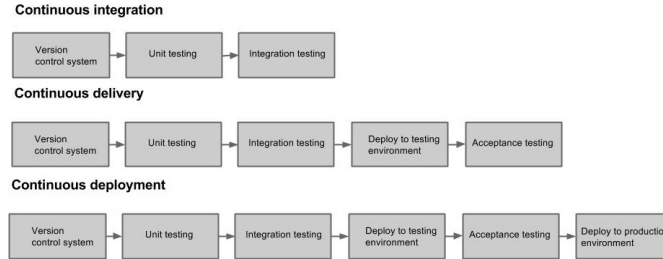 Continuous integration
Version
control system
Unit testing
Integration testing
Continuous delivery
Version
control system
Unit testing
Integration testing
Deploy to testing
environment
Acceptance testing
Continuous deployment
Version
control system
Unit testing
Integration testing
Deploy to testing
environment
Acceptance testing
Deploy to productio
environment